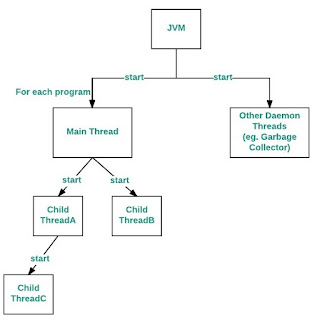 JVM
start
start
For each program
Main Thread
Other Daemon
Threads
(eg. Garbage
Collector)
start
start
Child
ThreadA
Child
ThreadB
start
Child
ThreadC